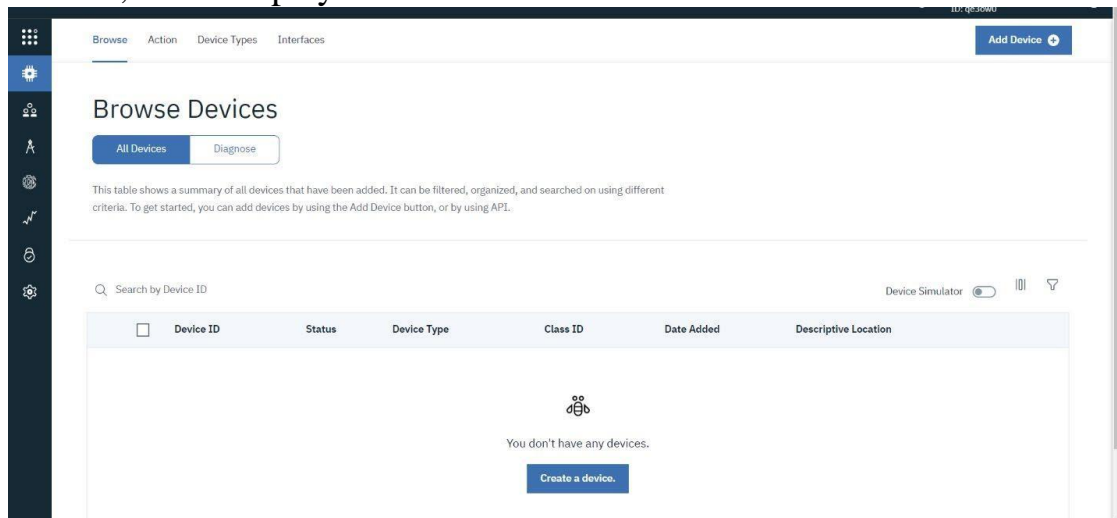 ID: qe36w0
Browse Action Device Types Interfaces
Add Device
Browse Devices
All Devices Diagnose
This table shows a summary of all devices that have been added. It can be filtered, organized, and searched on using different
criteria. To get started, you can add devices by using the Add Device button, or by using API.
Search by Device ID
Device Simulator
Device ID Status Device Type Class ID Date Added Descriptive Location
You don't have any devices.
Create a device.